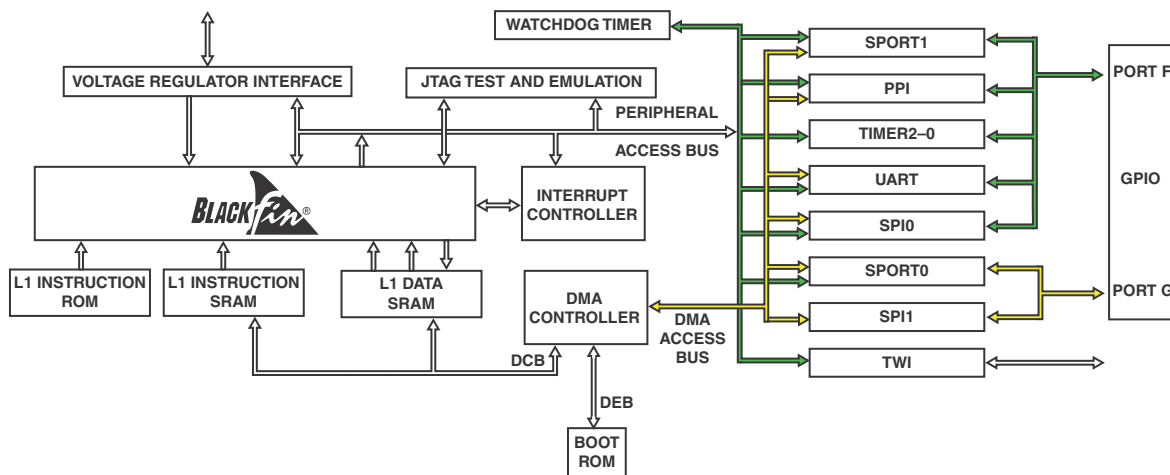 WATCHDOG TIMER
VOLTAGE REGULATOR INTERFACE
JTAG TEST AND EMULATION
PERIPHERAL
ACCESS BUS
BLACKfin®
INTERRUPT
CONTROLLER
L1 INSTRUCTION
ROM
L1 INSTRUCTION
SRAM
L1 DATA
SRAM
DMA
CONTROLLER
DMA
ACCESS
BUS
DCB
DEB
BOOT
ROM
SPORT1
PPI
TIMER2–0
UART
SPI0
SPORT0
SPI1
TWI
PORT F
GPIO
PORT G